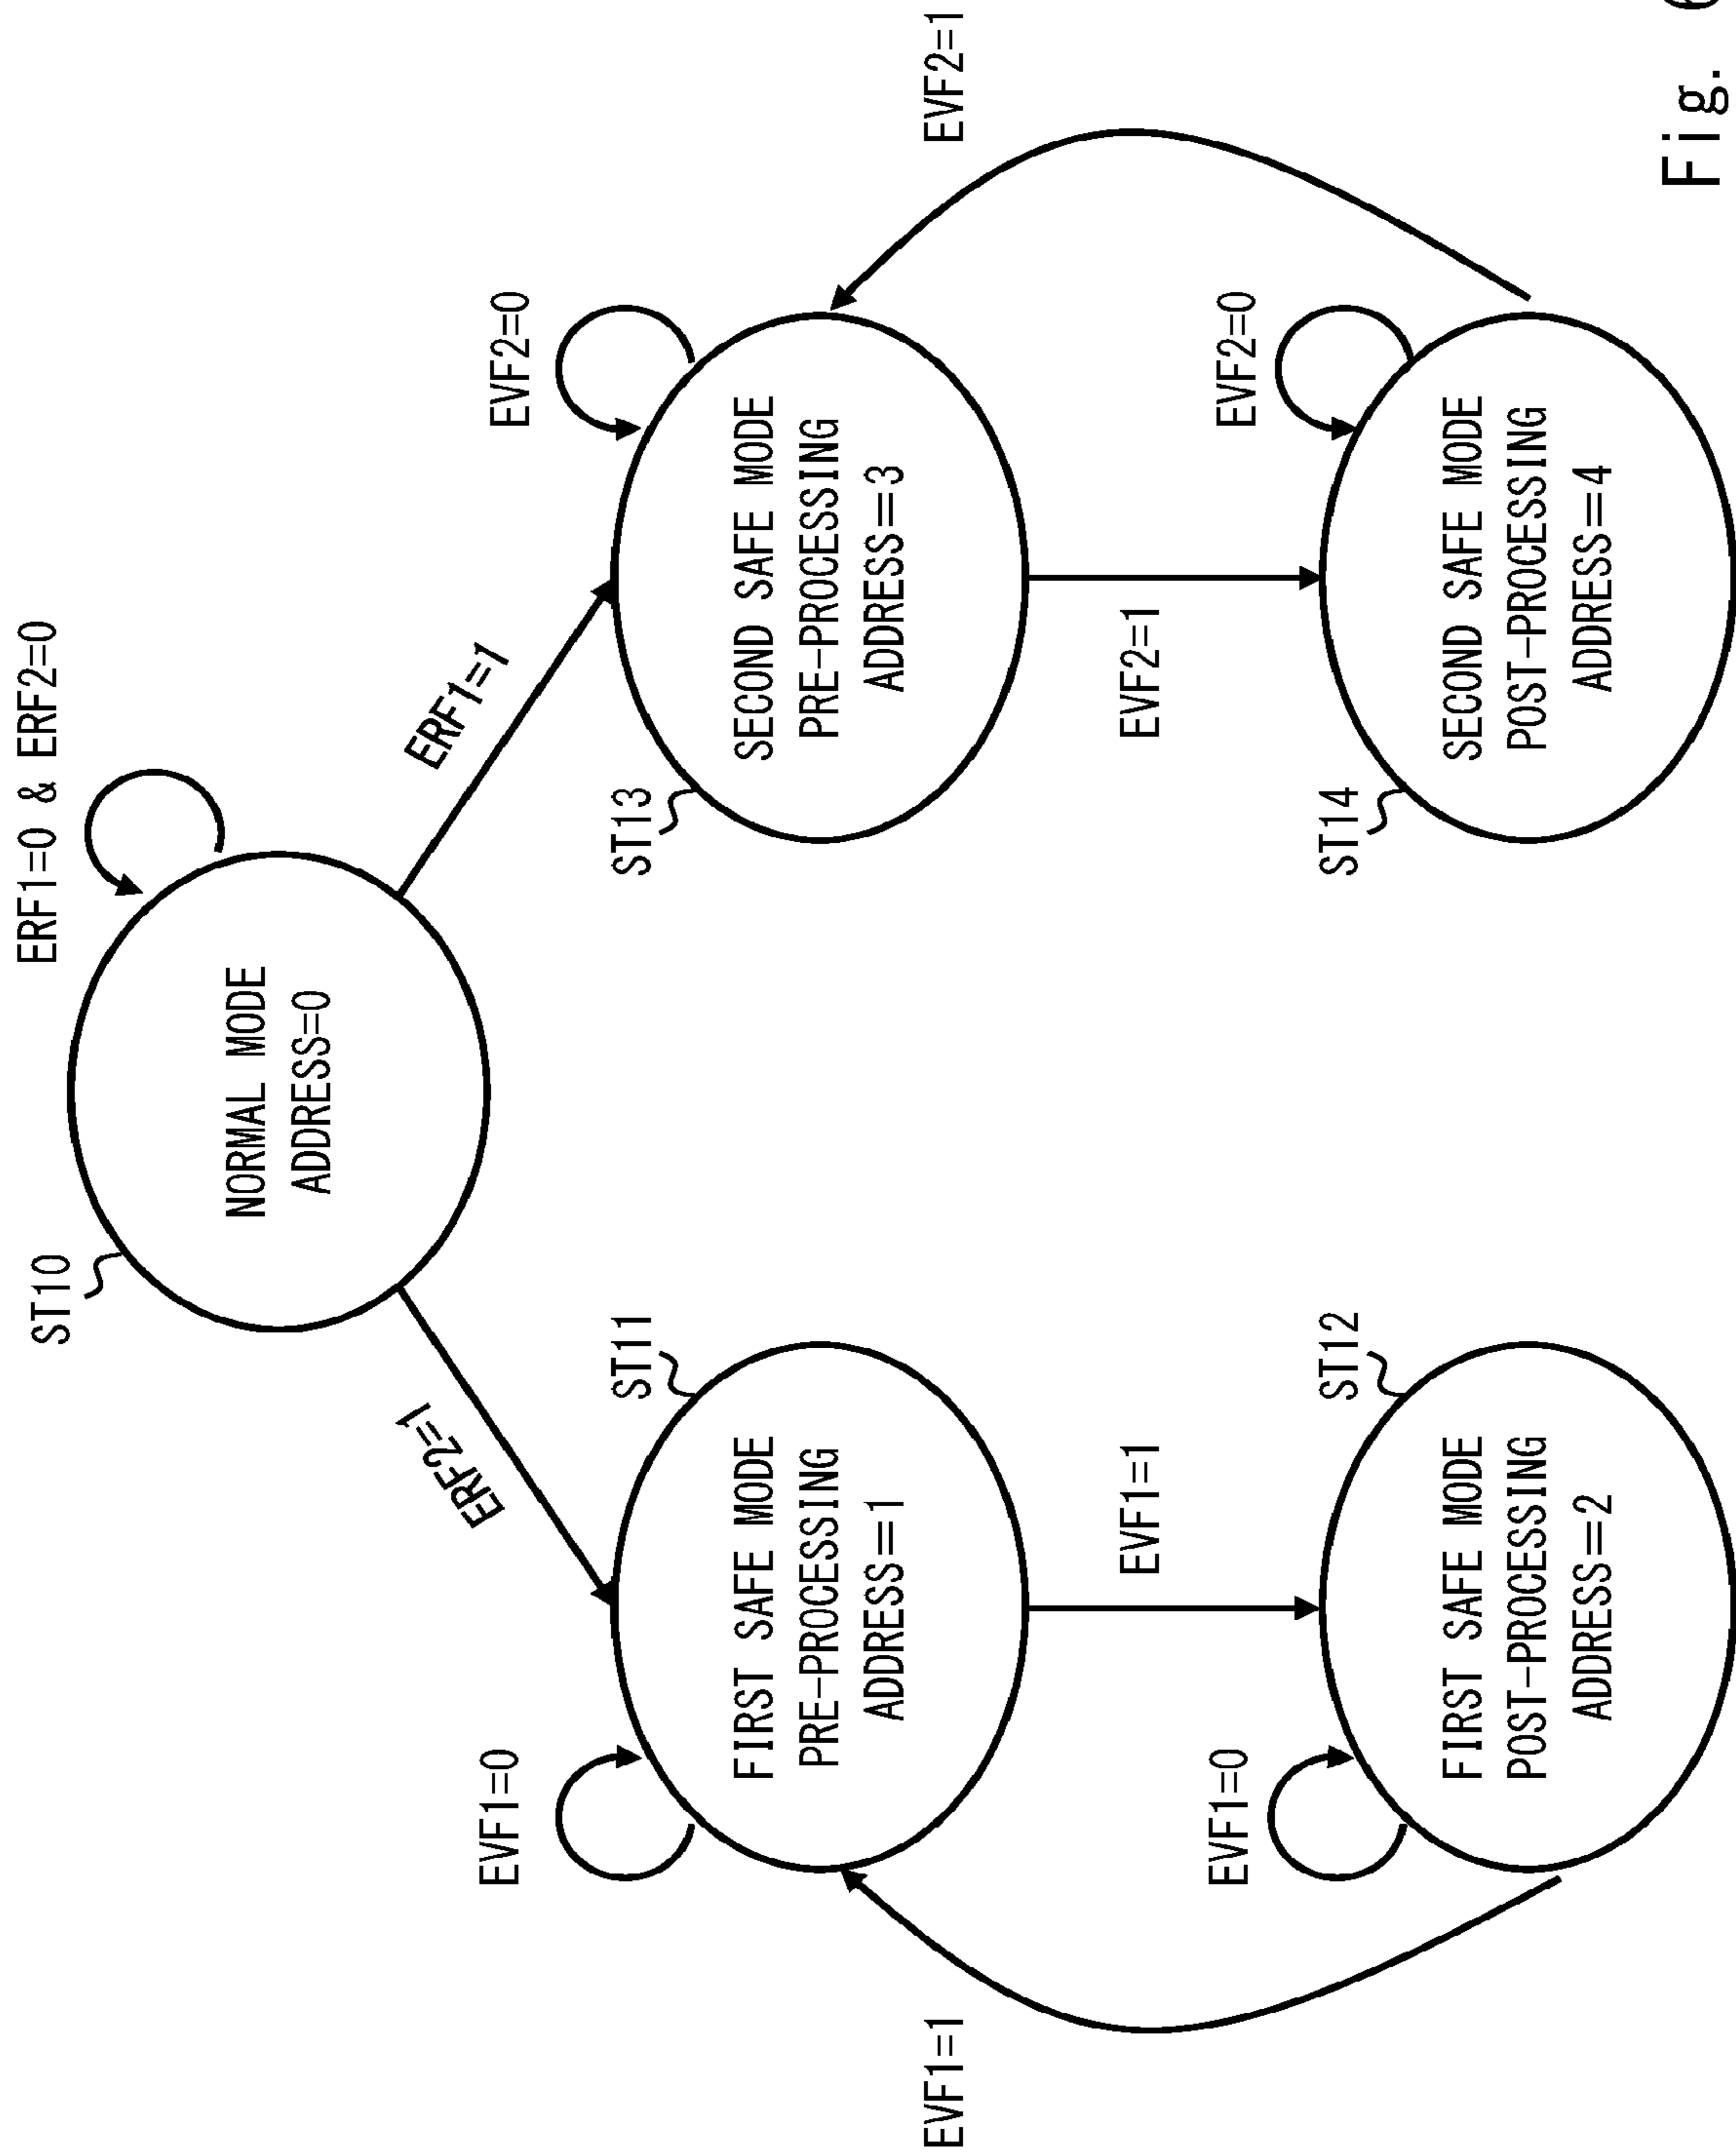 ERF1=0 & ERF2=0
ST10
NORMAL MODE
ADDRESS=0
ERF2=1
ERF1=1
EVF1=0
EVF2=0
ST11
ST13
FIRST SAFE MODE
PRE-PROCESSING
ADDRESS=1
SECOND SAFE MODE
PRE-PROCESSING
ADDRESS=3
EVF1=1
EVF2=1
EVF1=1
EVF2=1
EVF1=0
EVF2=0
ST12
ST14
FIRST SAFE MODE
POST-PROCESSING
ADDRESS=2
SECOND SAFE MODE
POST-PROCESSING
ADDRESS=4
Fig.